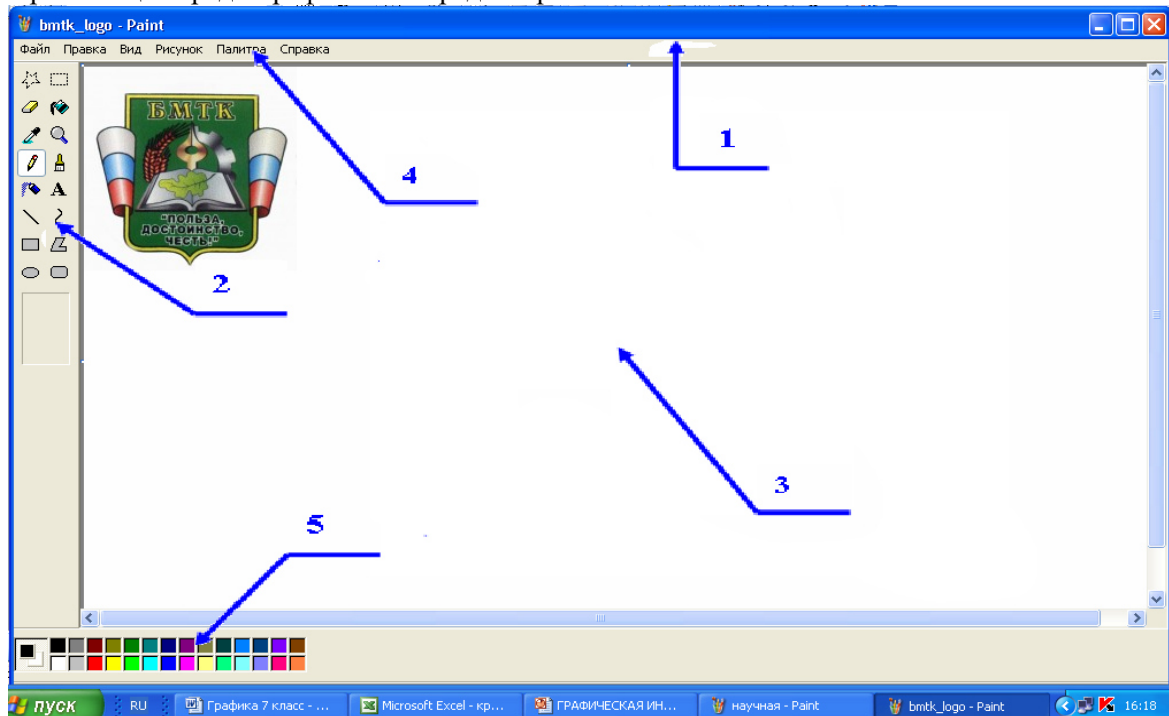 bmtk_logo - Paint
Файл Правка Вид Рисунок Палитра Справка
БМТК
"ПОЛЬЗА,
ДОСТОИНСТВО,
ЧЕСТЬ!"
A
1
4
2
3
5
пуск RU Графика 7 класс - ... Microsoft Excel - кр... ГРАФИЧЕСКАЯ ИН... научная - Paint bmtk_logo - Paint 16:18